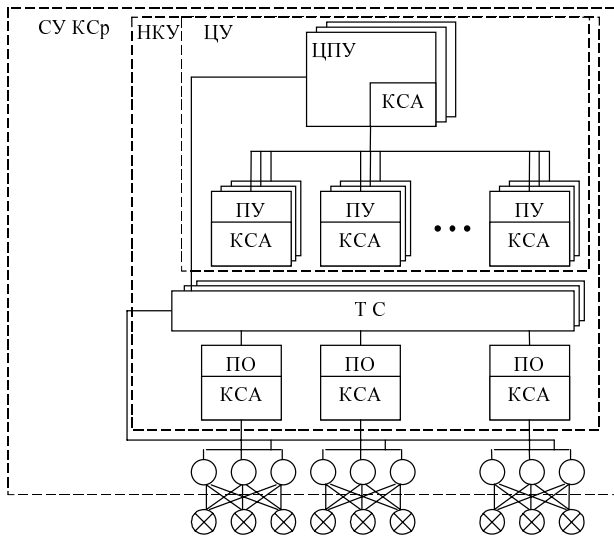 СУ КСр НКУ ЦУ
ЦПУ
КСА
ПУ ПУ ПУ
КСА КСА ... КСА
Т С
ПО ПО ПО
КСА КСА КСА